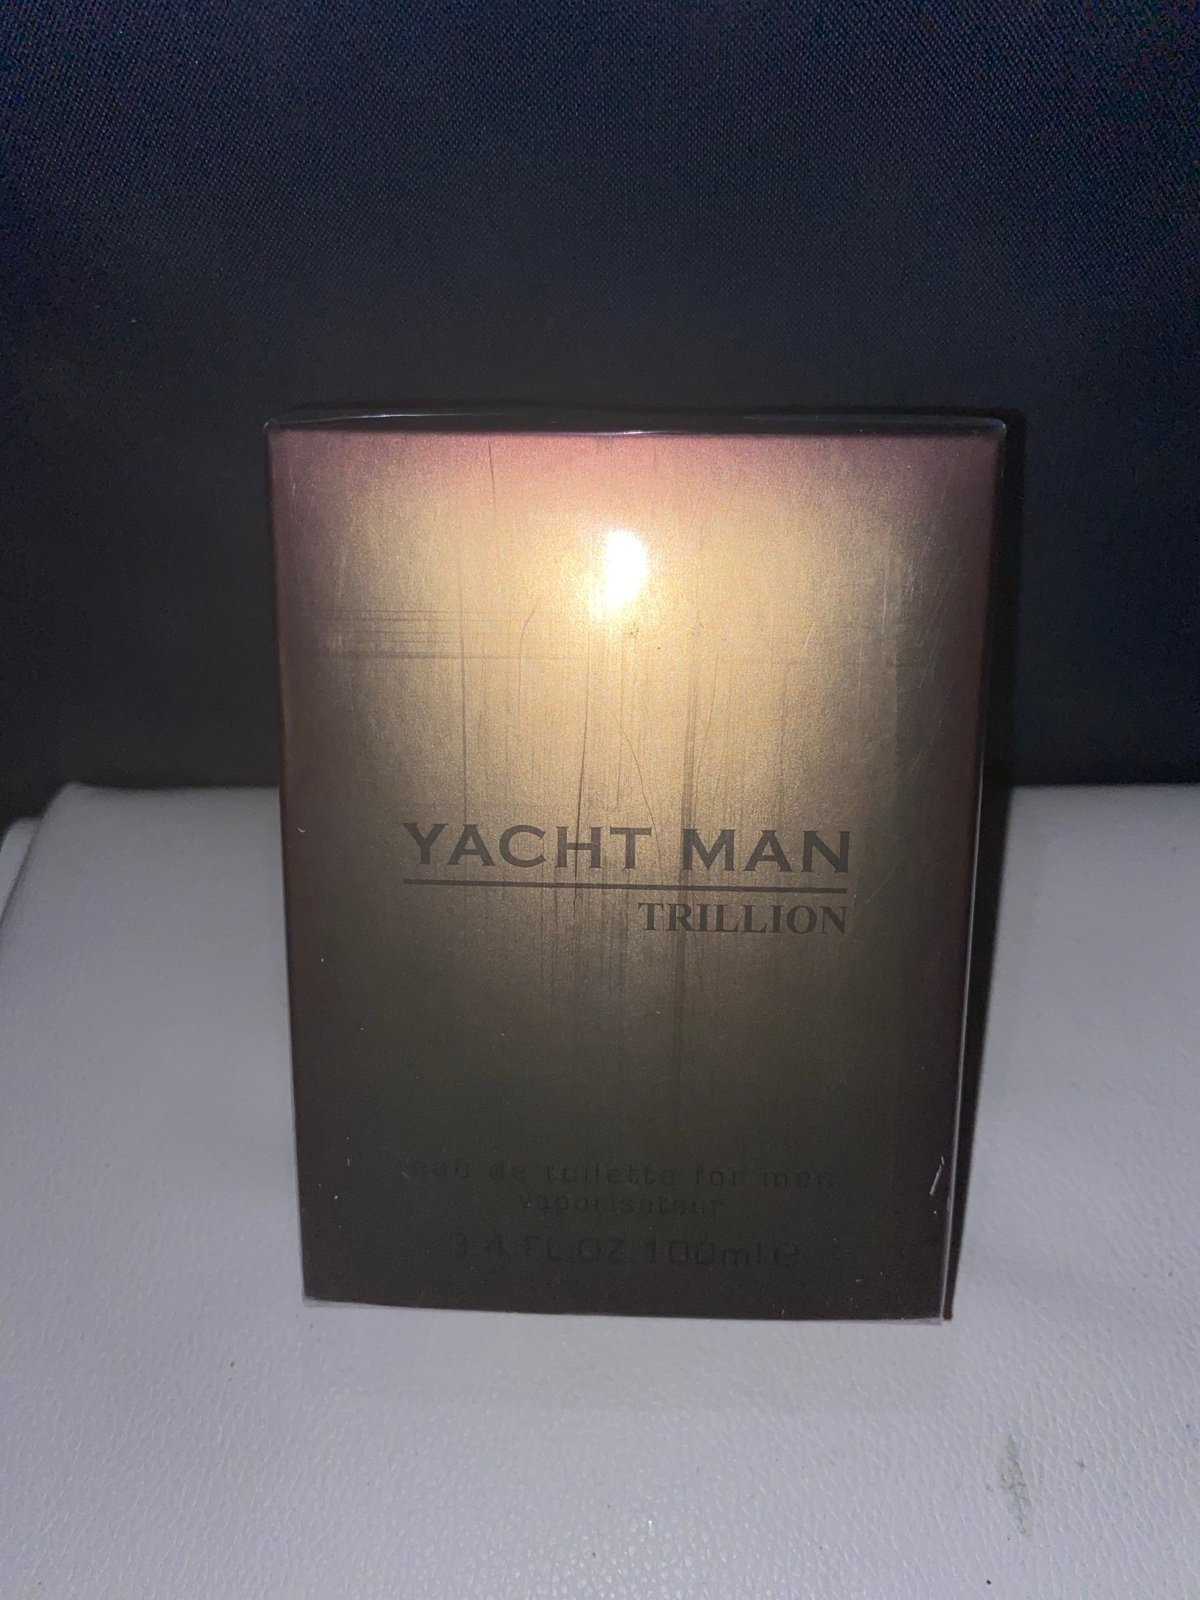 YACHT MAN
TRILLION
eau de toilette for men
vaporisateur
3.4 FL.OZ 100ml e